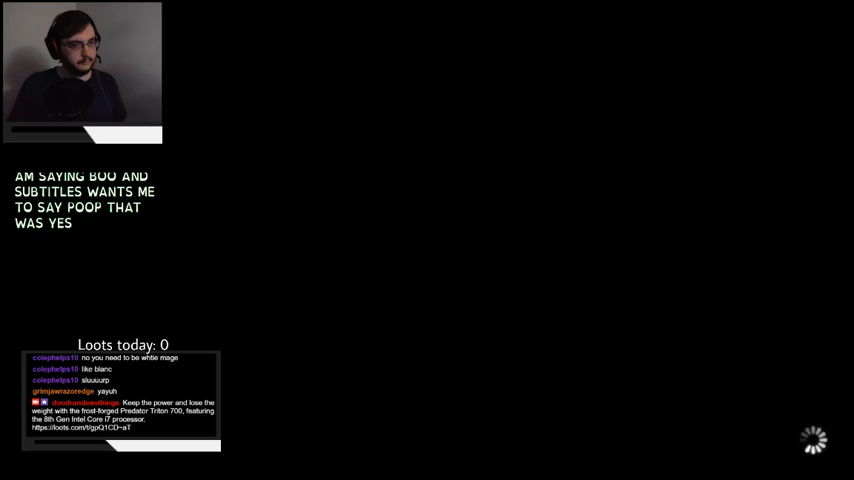 AM SAYING BOO AND
SUBTITLES WANTS ME
TO SAY POOP THAT
WAS YES
Loots today: 0
colephelps10 no you need to be whtie mage
colephelps10 like blanc
colephelps10 sluuuurp
grimjawrazoredge yayuh
doodrundoesthings Keep the power and lose the
weight with the frost-forged Predator Triton 700, featuring
the 8th Gen Intel Core i7 processor.
https://loots.com/t/gpQ1CD~aT